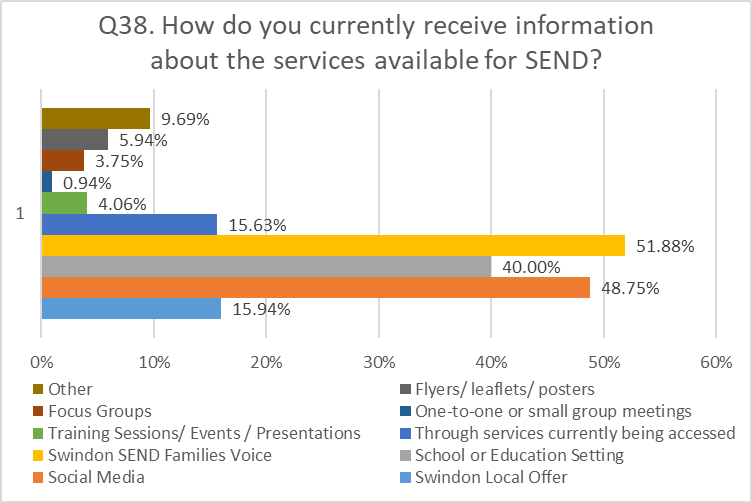 Q38. How do you currently receive information
about the services available for SEND?
9.69%
5.94%
3.75%
0.94%
4.06%
1
15.63%
51.88%
40.00%
48.75%
15.94%
0% 10% 20% 30% 40% 50% 60%
Other Flyers/ leaflets/ posters
Focus Groups One-to-one or small group meetings
Training Sessions/ Events / Presentations Through services currently being accessed
Swindon SEND Families Voice School or Education Setting
Social Media Swindon Local Offer